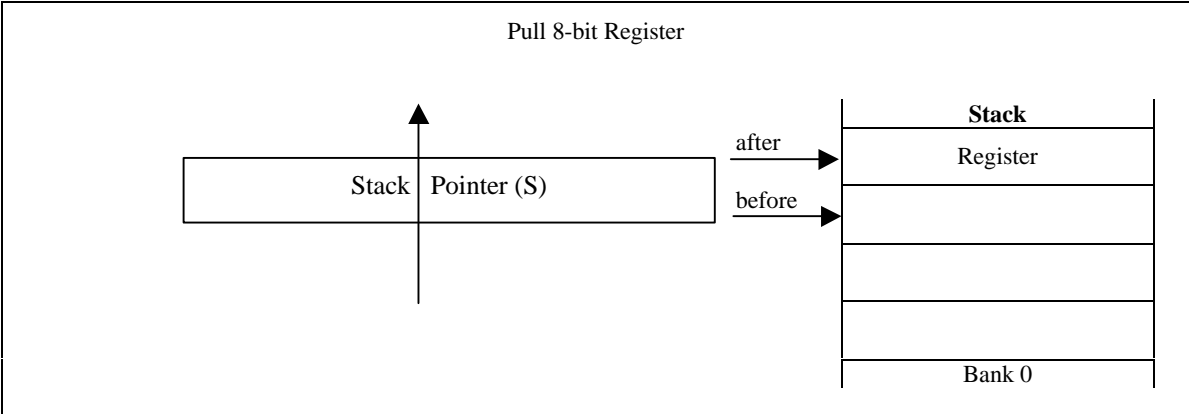 Pull 8-bit Register
Stack
after
Register
Stack Pointer (S)
before
Bank 0